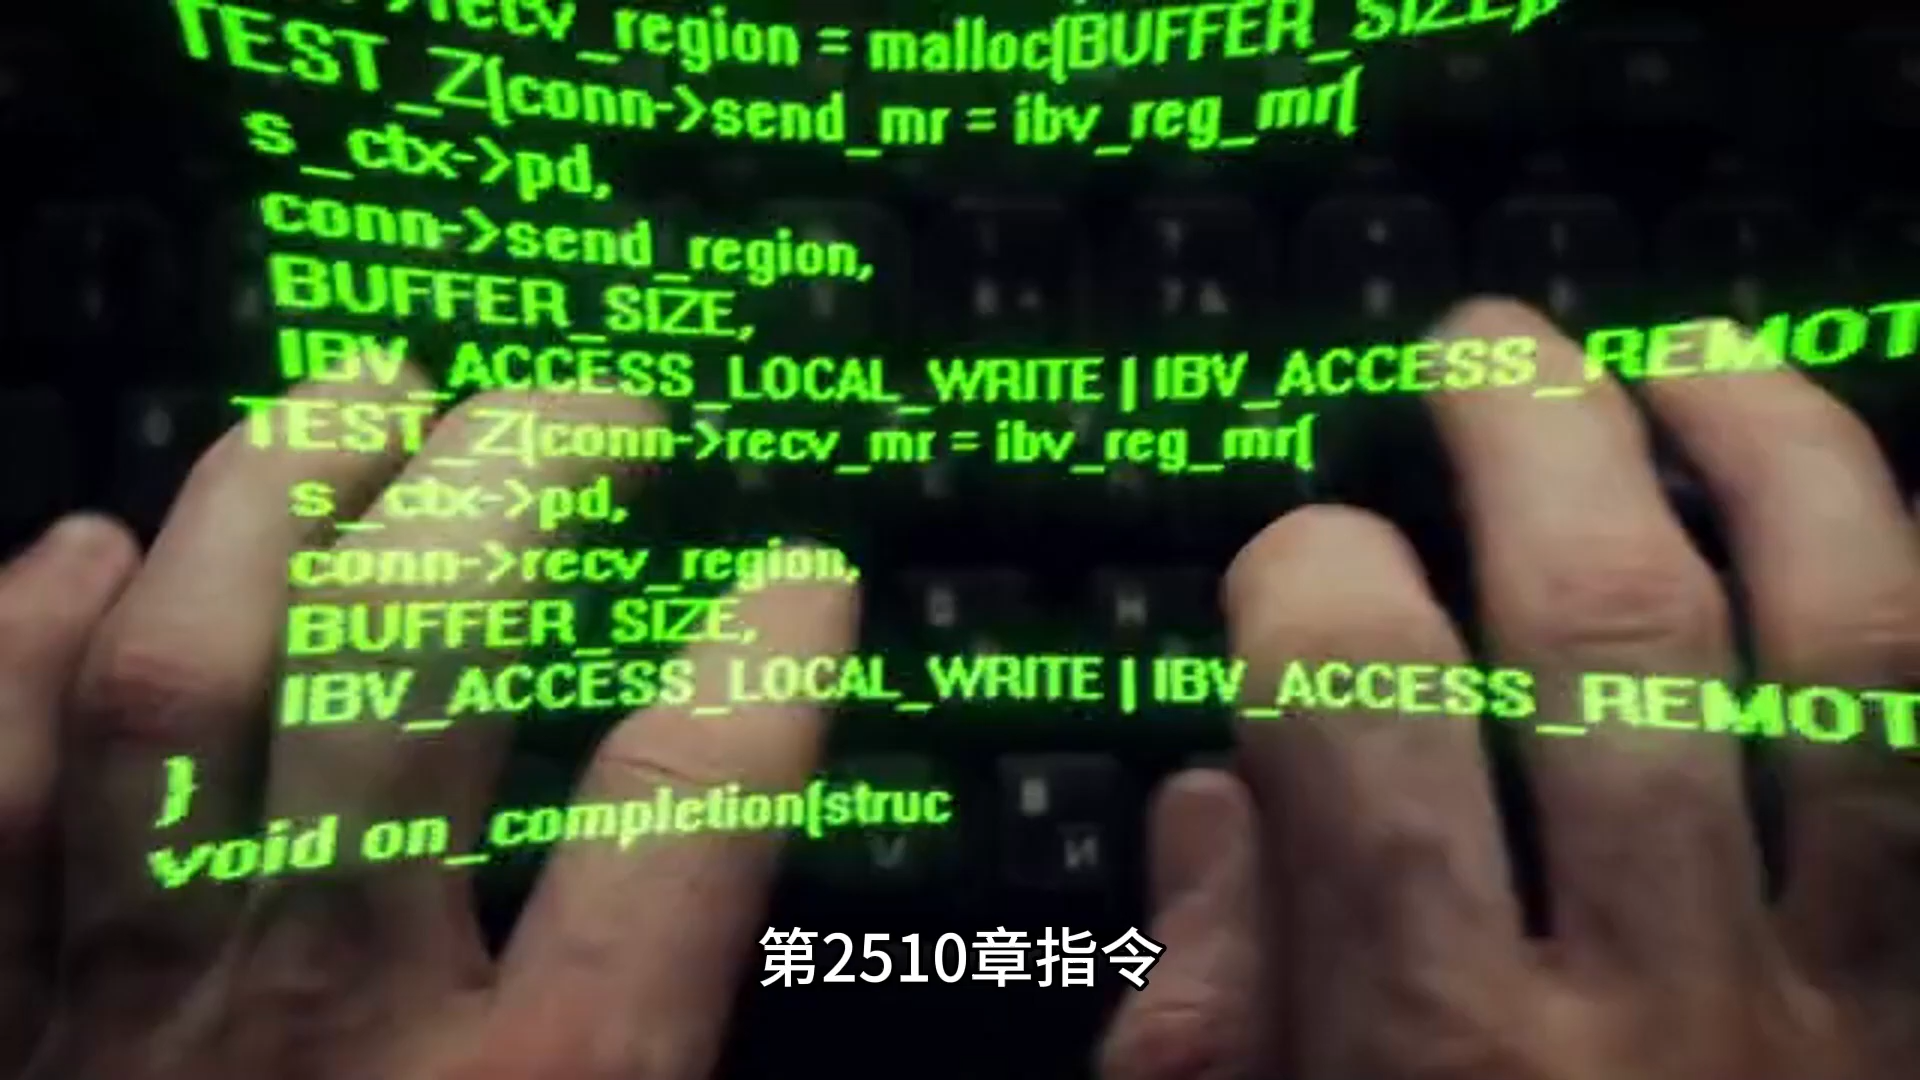 >recv_region = malloc(BUFFER_SIZE));
TEST_Z(conn->send_mr = ibv_reg_mr(
s_ctx->pd,
conn->send_region,
BUFFER_SIZE,
IBV_ACCESS_LOCAL_WRITE | IBV_ACCESS_REMOT
TEST_Z(conn->recv_mr = ibv_reg_mr(
s_ctx->pd,
conn->recv_region,
BUFFER_SIZE,
IBV_ACCESS_LOCAL_WRITE | IBV_ACCESS_REMOT
}
void on_completion(struc
第2510章指令